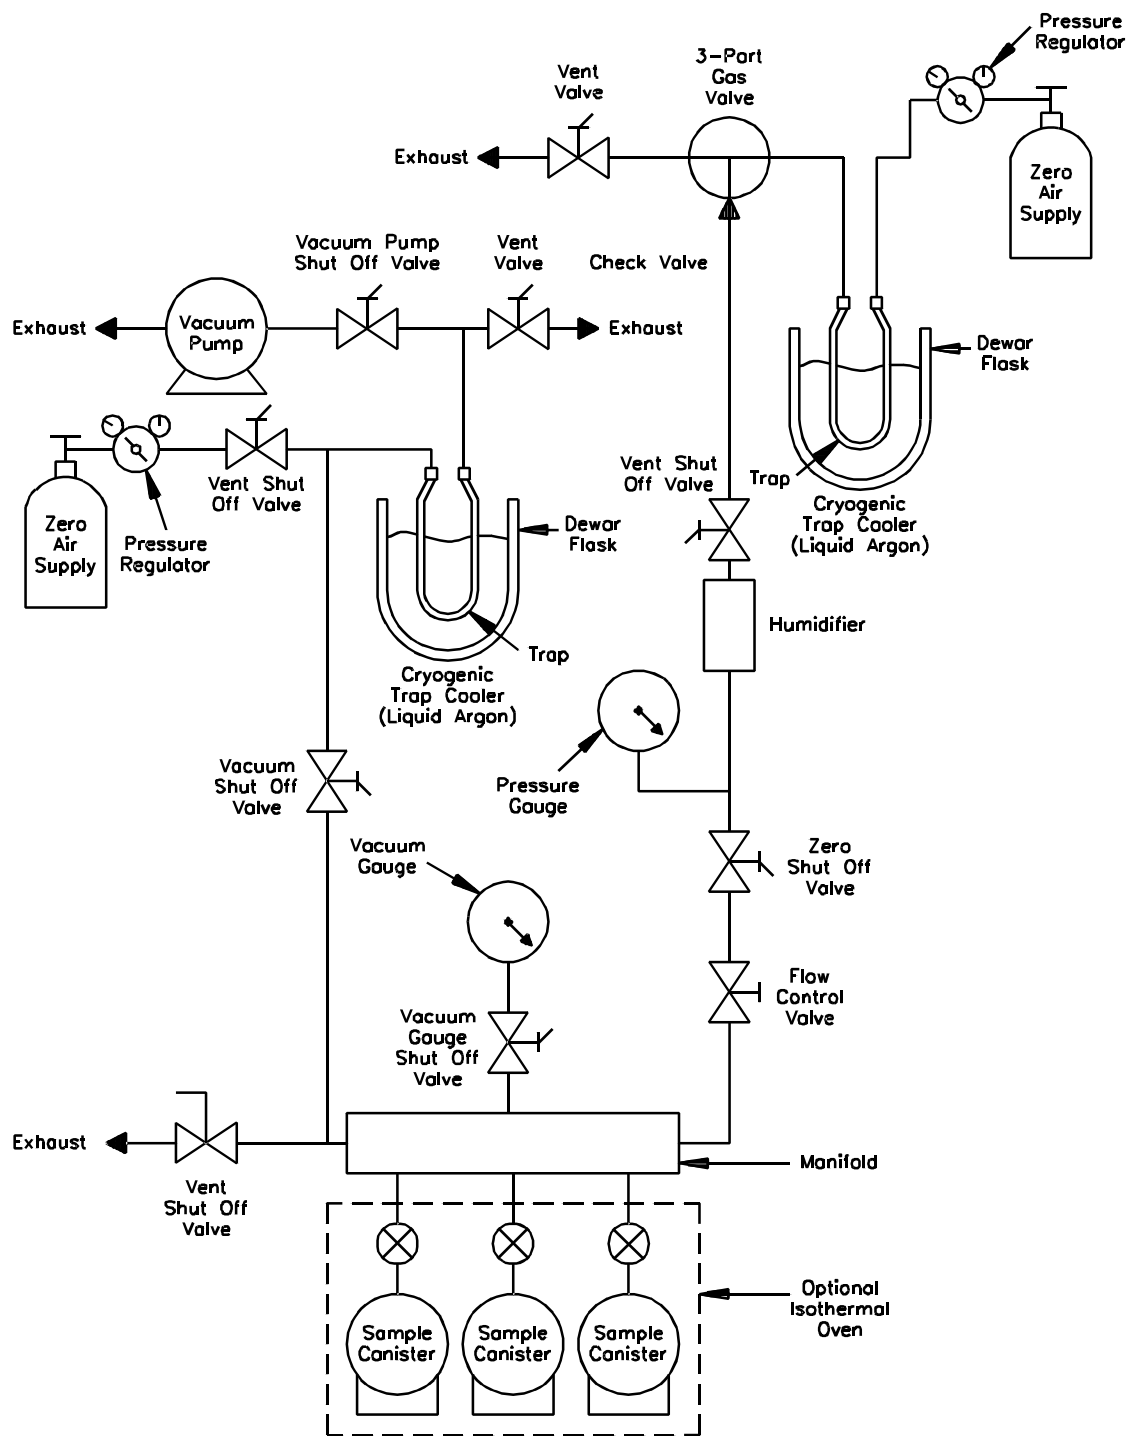 Pressure
Regulator
3-Part
Gas
Valve
Vent
Valve
Exhaust
Zero
Air
Supply
Vacuum Pump
Shut Off Valve
Vent
Valve
Check Valve
Exhaust
Vacuum
Pump
Exhaust
Dewar
Flask
Trap
Cryogenic
Trap Cooler
(Liquid Argon)
Vent Shut
Off Valve
Vent Shut
Off Valve
Zero
Air
Supply
Pressure
Regulator
Dewar
Flask
Trap
Cryogenic
Trap Cooler
(Liquid Argon)
Humidifier
Pressure
Gauge
Vacuum
Shut Off
Valve
Vacuum
Gauge
Zero
Shut Off
Valve
Flow
Control
Valve
Vacuum
Gauge
Shut Off
Valve
Exhaust
Vent
Shut Off
Valve
Manifold
Optional
Isothermal
Oven
Sample
Canister
Sample
Canister
Sample
Canister